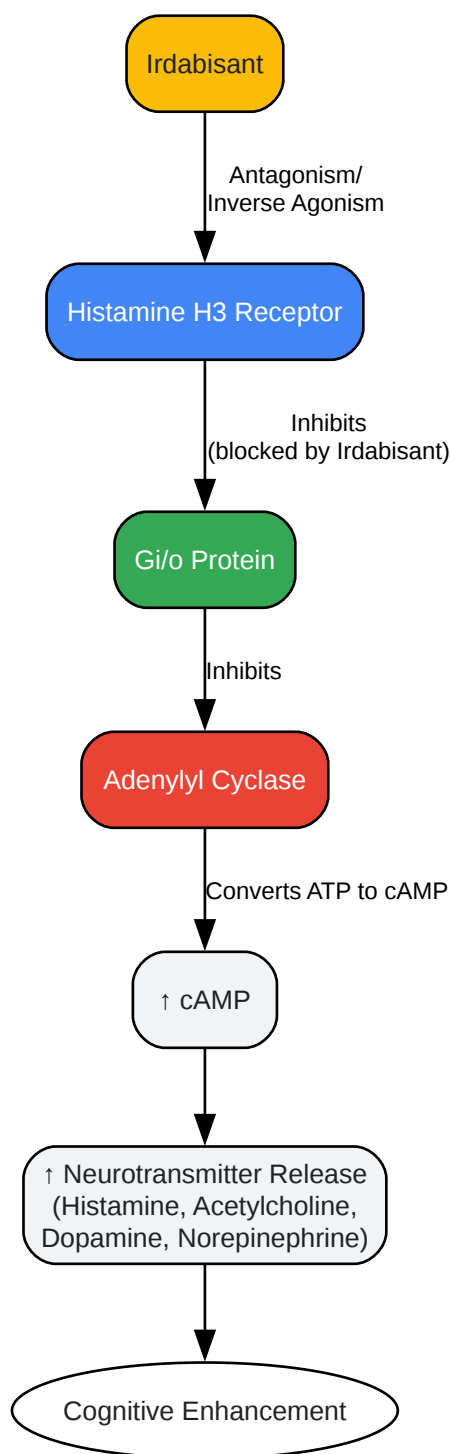 Irdabisant
Antagonism/
Inverse Agonism
Histamine H3 Receptor
Inhibits
(blocked by Irdabisant)
Gi/o Protein
Inhibits
Adenylyl Cyclase
Converts ATP to cAMP
↑ cAMP
↑ Neurotransmitter Release
(Histamine, Acetylcholine,
Dopamine, Norepinephrine)
Cognitive Enhancement